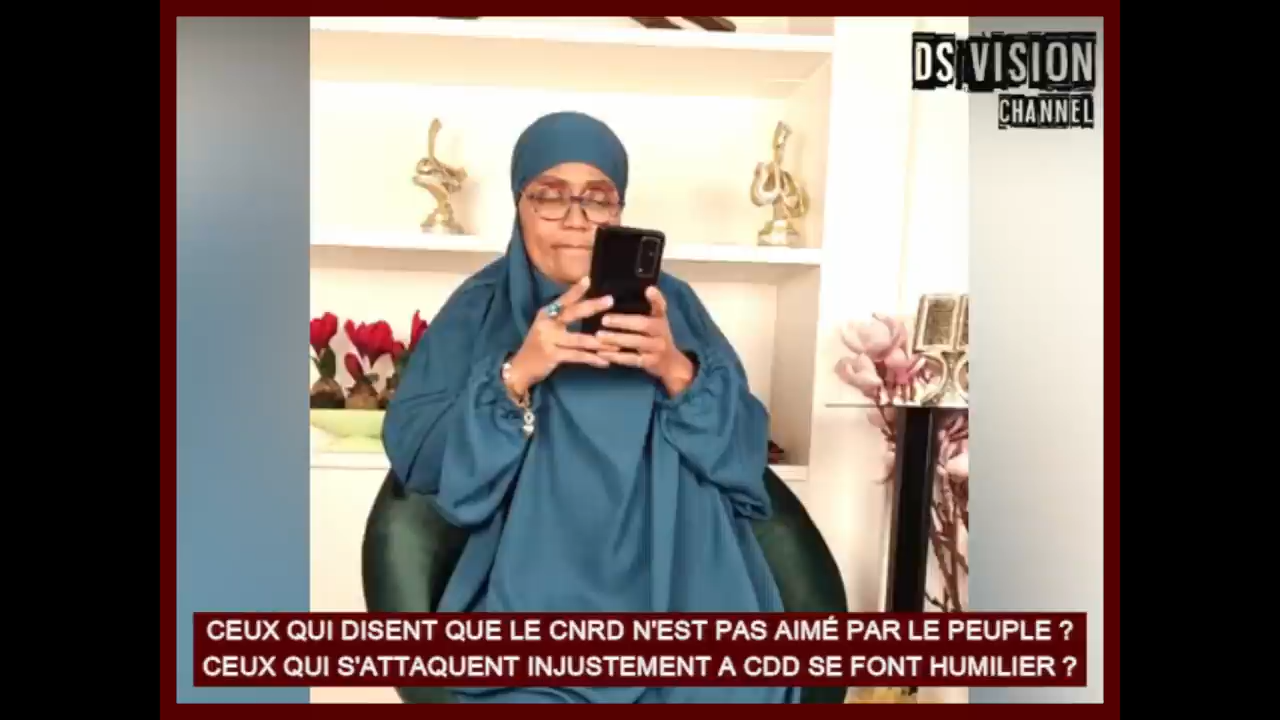 DS VISION
CHANNEL
CEUX QUI DISENT QUE LE CNRD N'EST PAS AIMÉ PAR LE PEUPLE ?
CEUX QUI S'ATTAQUENT INJUSTEMENT A CDD SE FONT HUMILIER ?